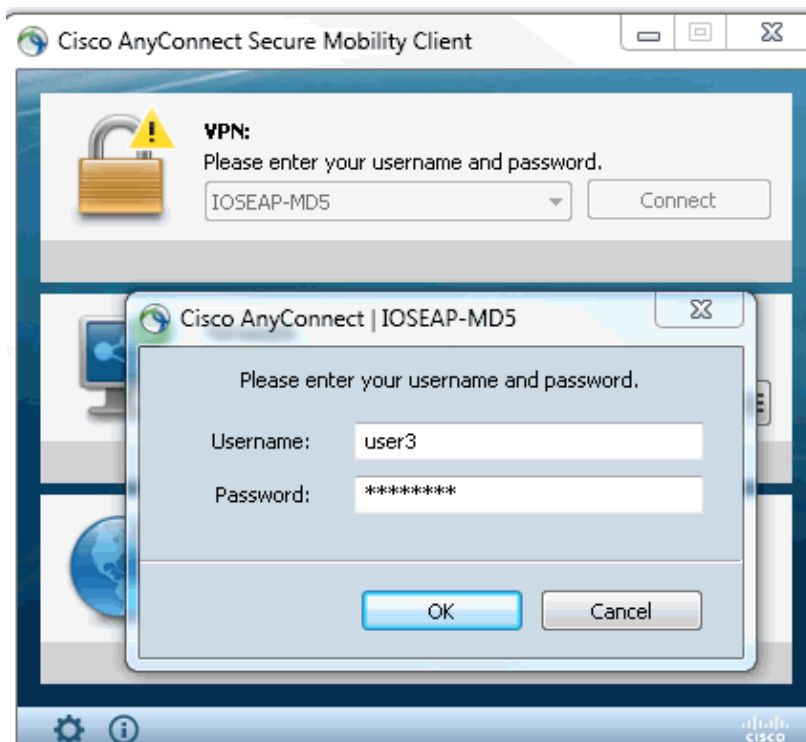 Cisco AnyConnect Secure Mobility Client
VPN:
Please enter your username and password.
IOSEAP-MD5
Connect
Cisco AnyConnect | IOSEAP-MD5
Please enter your username and password.
Username: user3
Password: ********
OK
Cancel
CISCO